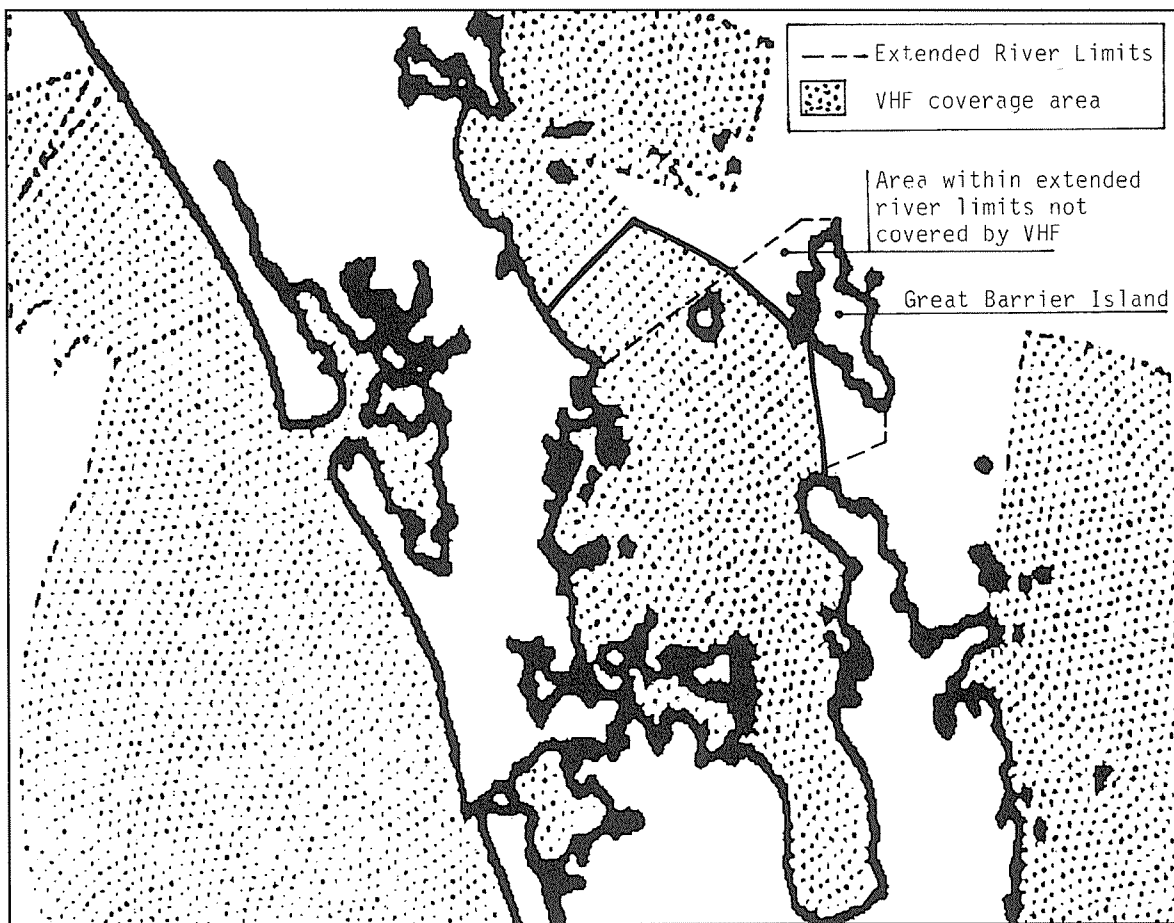 Extended River Limits
VHF coverage area
Area within extended
river limits not
covered by VHF
Great Barrier Island